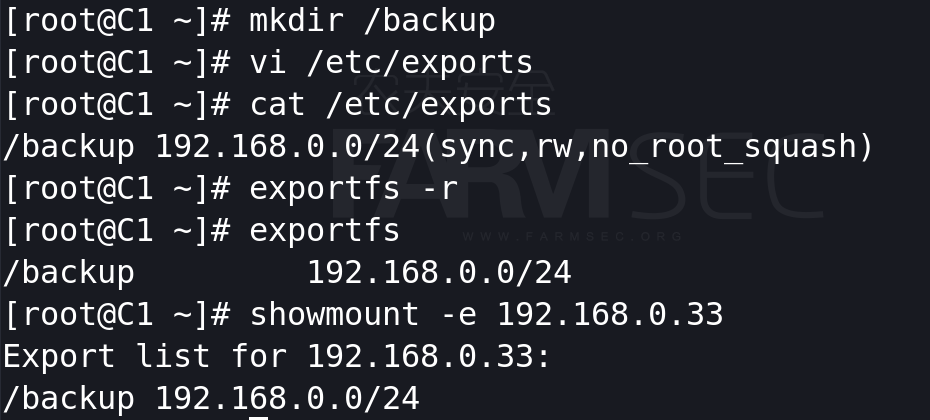 [root@C1 ~]# mkdir /backup
[root@C1 ~]# vi /etc/exports
[root@C1 ~]# cat /etc/exports
/backup 192.168.0.0/24(sync,rw,no_root_squash)
[root@C1 ~]# exportfs -r
[root@C1 ~]# exportfs
/backup         192.168.0.0/24
[root@C1 ~]# showmount -e 192.168.0.33
Export list for 192.168.0.33:
/backup 192.168.0.0/24
FARMSEC
WWW.FARMSEC.ORG